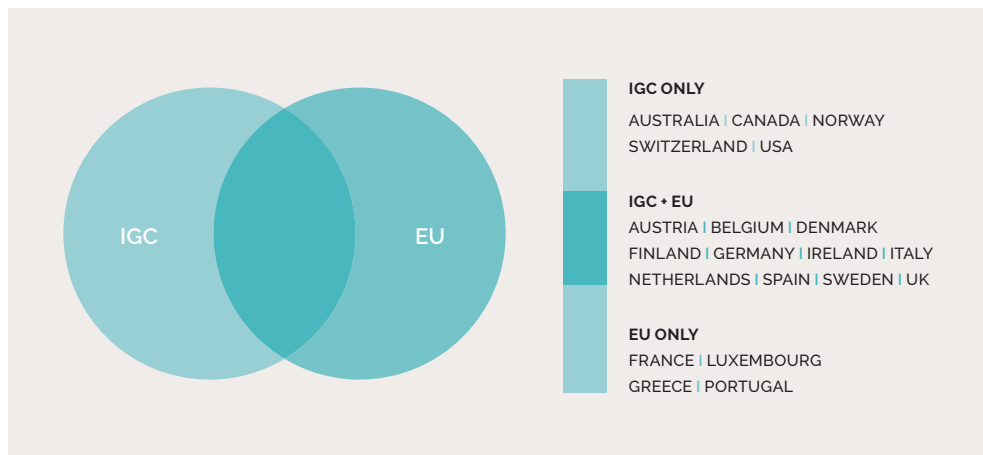 IGC
EU
IGC ONLY
AUSTRALIA | CANADA | NORWAY
SWITZERLAND | USA
IGC + EU
AUSTRIA | BELGIUM | DENMARK
FINLAND | GERMANY | IRELAND | ITALY
NETHERLANDS | SPAIN | SWEDEN | UK
EU ONLY
FRANCE | LUXEMBOURG
GREECE | PORTUGAL